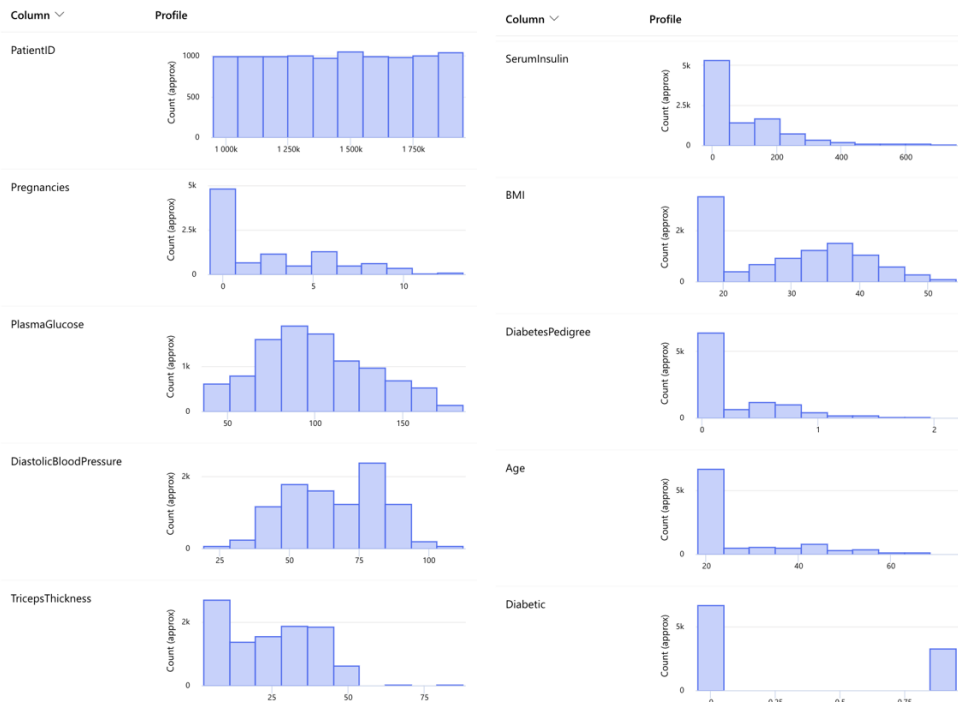 Column Profile
PatientID
Count (approx)
1000
500
0
1 000k 1 250k 1 500k 1 750k
Pregnancies
Count (approx)
5k
2.5k
0
0 5 10
PlasmaGlucose
Count (approx)
1k
0
50 100 150
DiastolicBloodPressure
Count (approx)
2k
0
25 50 75 100
TricepsThickness
Count (approx)
2k
0
25 50 75
Column Profile
SerumInsulin
Count (approx)
5k
2.5k
0
0 200 400 600
BMI
Count (approx)
2k
0
20 30 40 50
DiabetesPedigree
Count (approx)
5k
0
0 1 2
Age
Count (approx)
5k
0
20 40 60
Diabetic
Count (approx)
5k
0
0 0.25 0.5 0.75